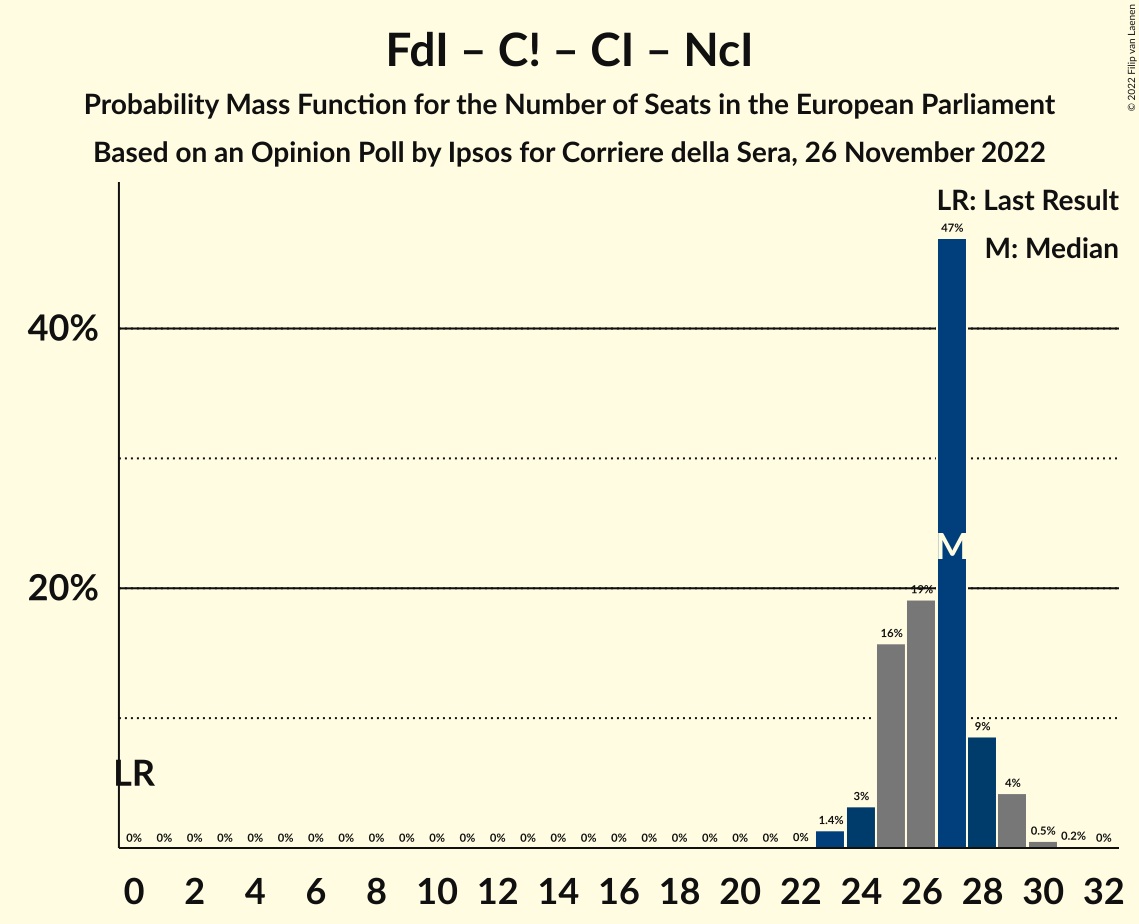 FdI – C! – CI – NcI
Probability Mass Function for the Number of Seats in the European Parliament
Based on an Opinion Poll by Ipsos for Corriere della Sera, 26 November 2022
© 2022 Filip van Laenen
LR: Last Result
M: Median
47%
40%
M
20%
19%
16%
9%
LR
4%
3%
1.4%
0.5%
0.2%
0% 0% 0% 0% 0% 0% 0% 0% 0% 0% 0% 0% 0% 0% 0% 0% 0% 0% 0% 0% 0% 0% 0% 0%
0 2 4 6 8 10 12 14 16 18 20 22 24 26 28 30 32